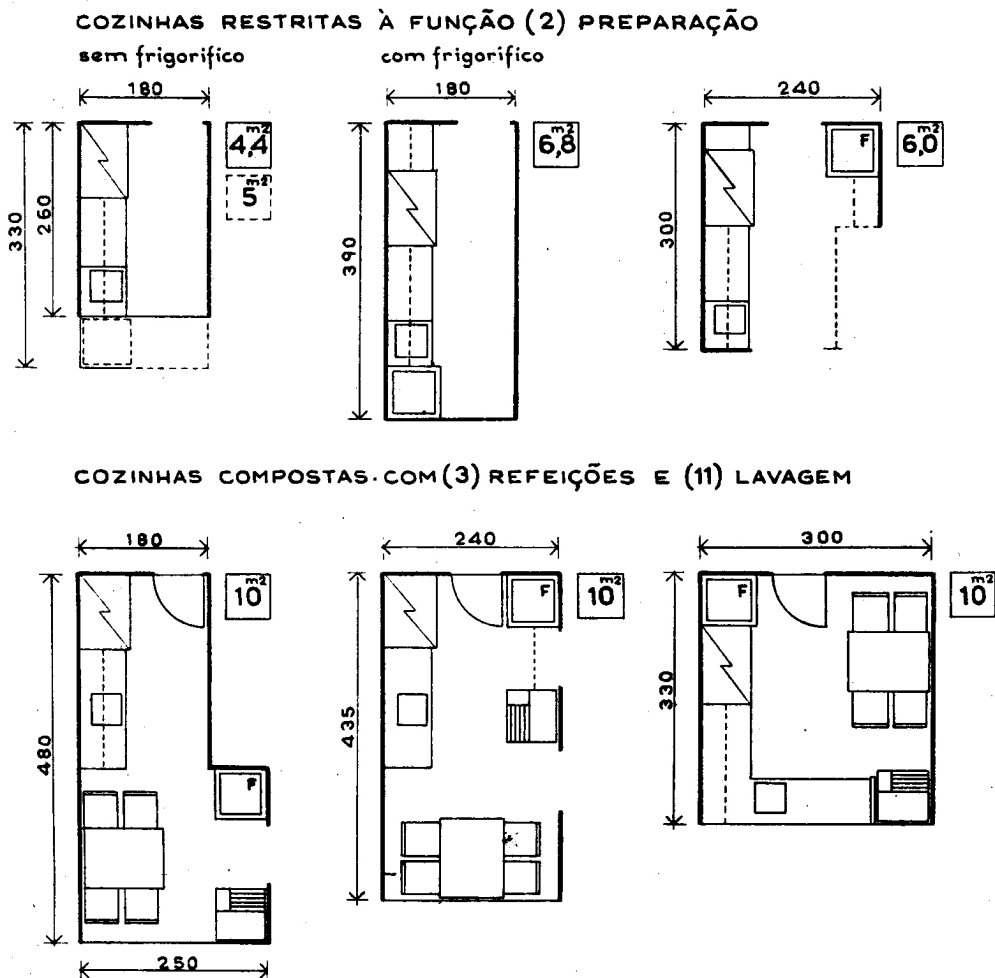 COZINHAS RESTRITAS À FUNÇÃO (2) PREPARAÇÃO
sem frigorifico
com frigorifico
180
180
240
330
260
4,4 m2
5 m2
390
6,8 m2
300
F
6,0 m2
COZINHAS COMPOSTAS. COM (3) REFEIÇÕES E (11) LAVAGEM
180
240
300
480
10 m2
F
250
435
F
10 m2
330
F
10 m2